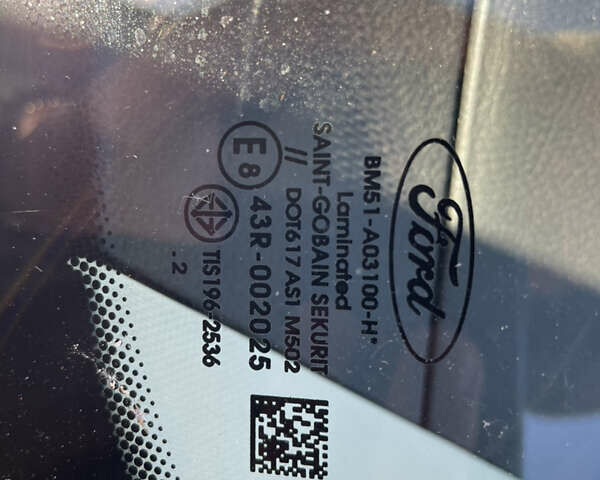 Ford
BM51-A03100-H*
Laminated
SAINT-GOBAIN SEKURIT
// DOT617 AS1 M502
E8 43R-002025
TIS196-2536
.2